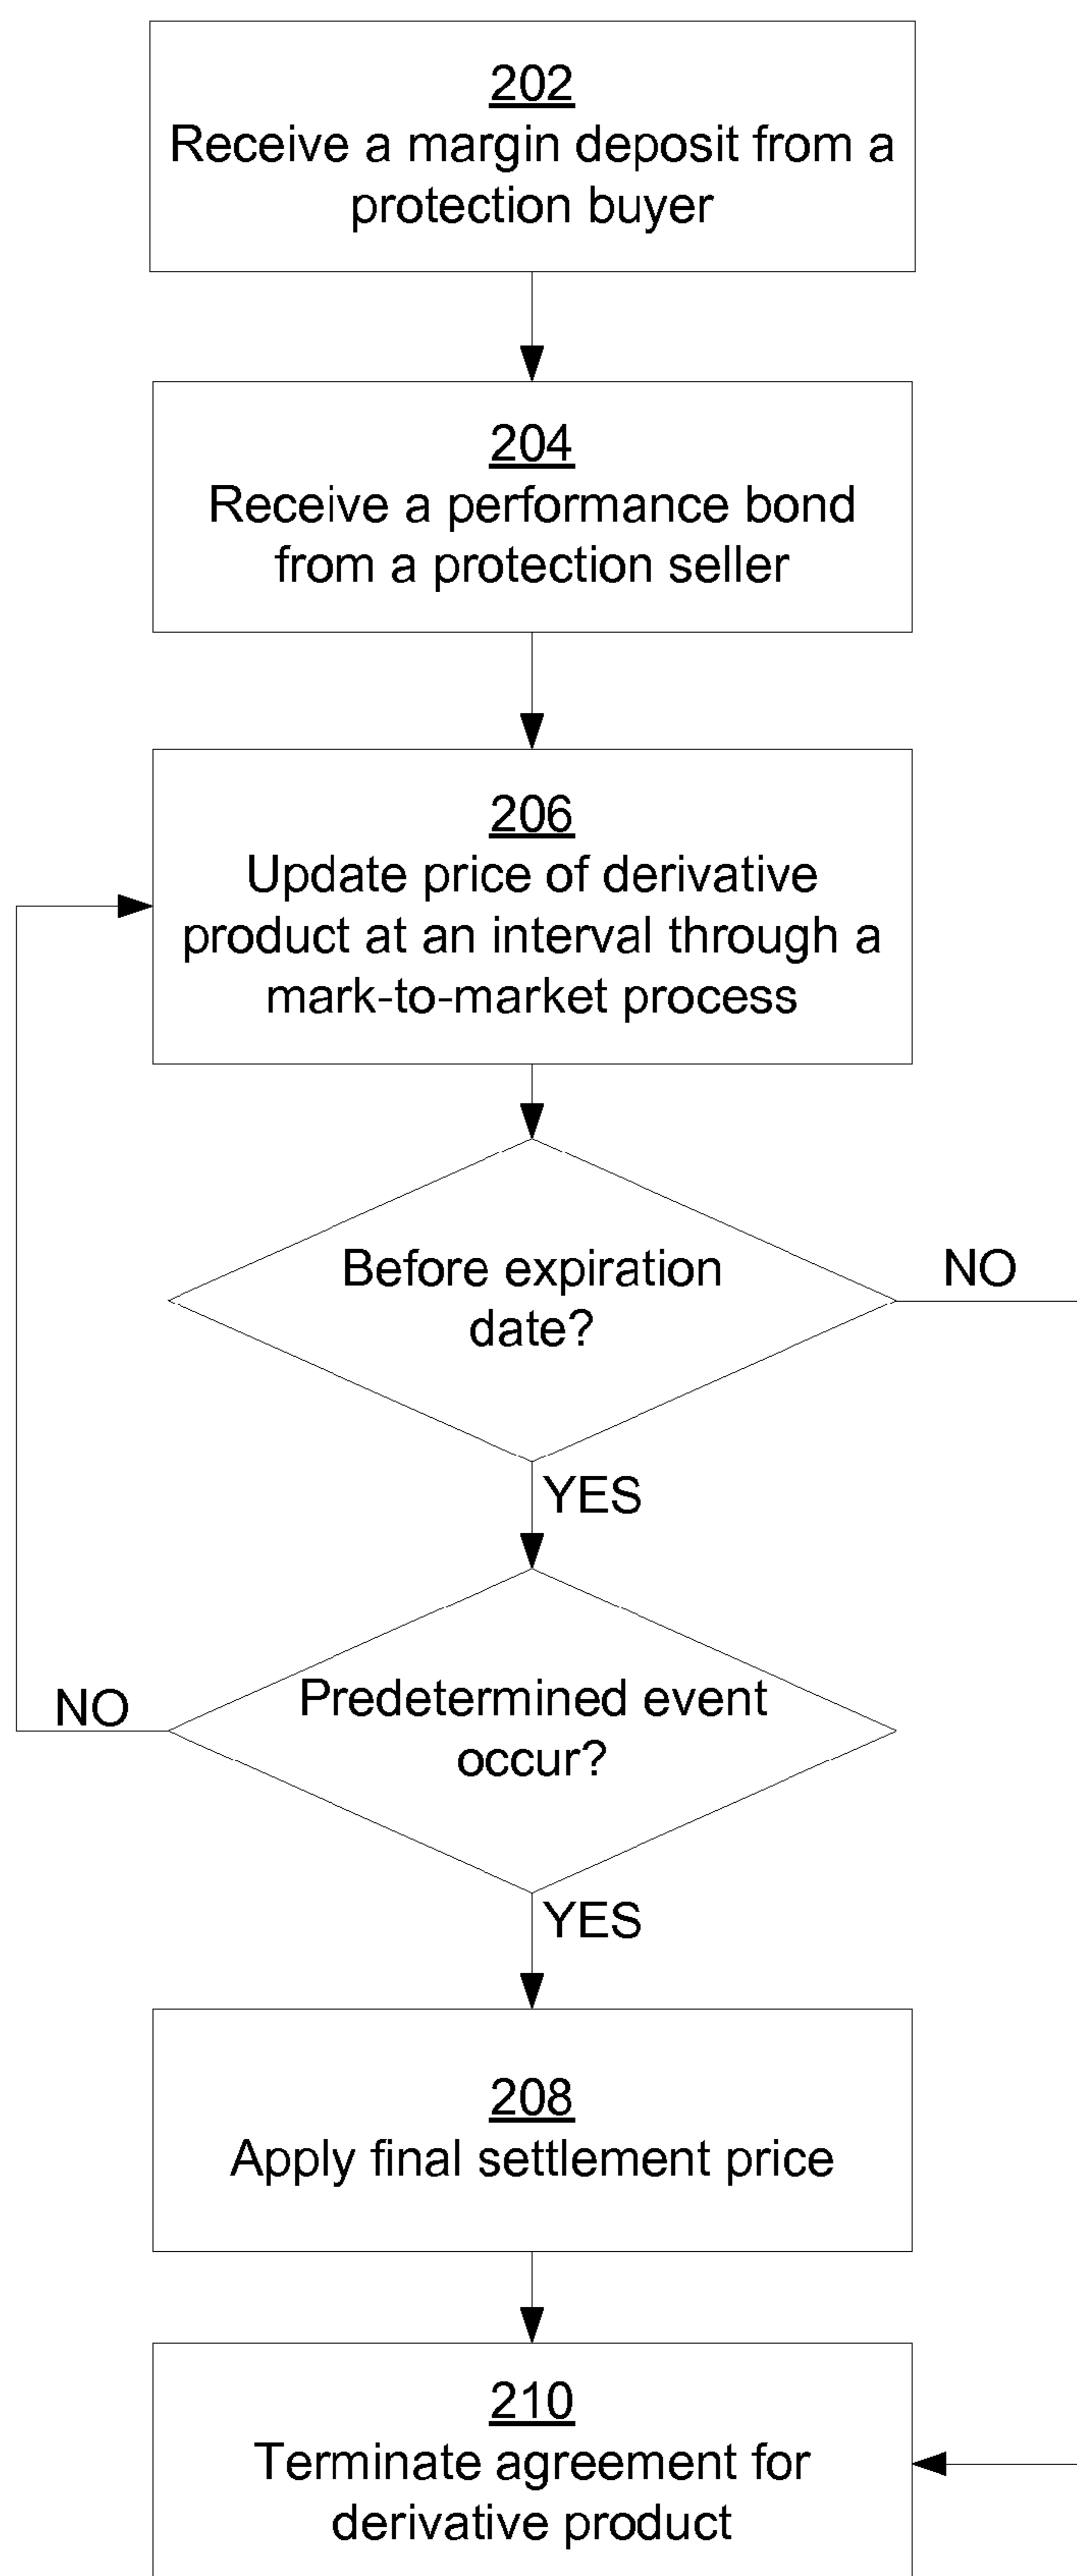 202
Receive a margin deposit from a
protection buyer
204
Receive a performance bond
from a protection seller
206
Update price of derivative
product at an interval through a
mark-to-market process
Before expiration
date?
NO
YES
Predetermined event
occur?
NO
YES
208
Apply final settlement price
210
Terminate agreement for
derivative product